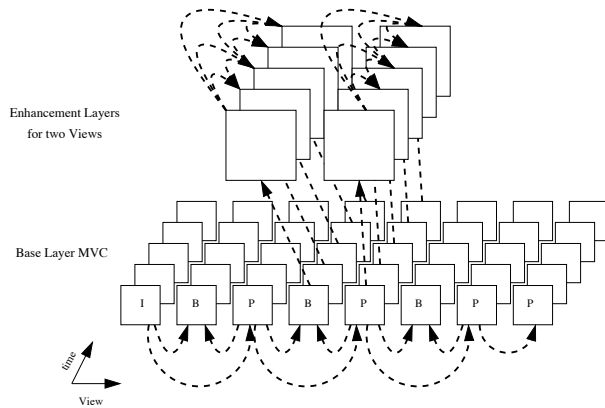 Enhancement Layers
for two Views
Base Layer MVC
I B P B P B P P
time
View